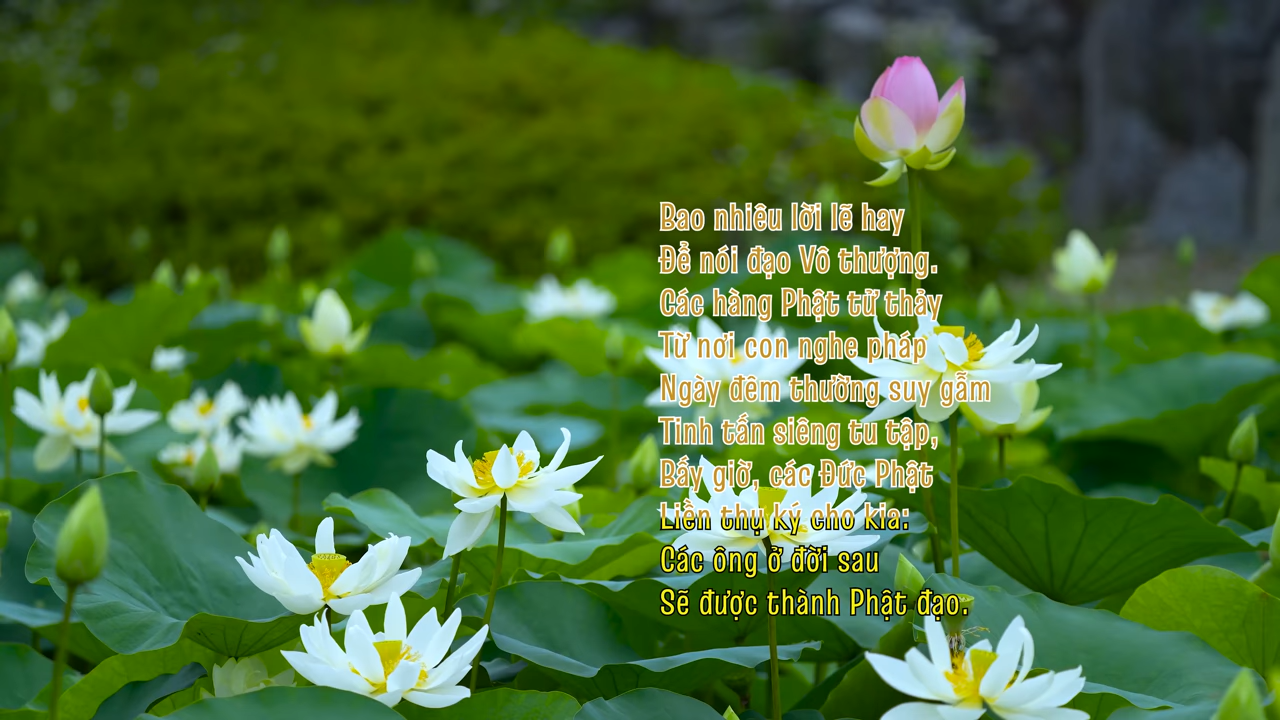 Bao nhiêu lời lẽ hay
Để nói đạo Vô thượng.
Các hàng Phật tử thảy
Từ nơi con nghe pháp
Ngày đêm thường suy gẫm
Tinh tấn siêng tu tập,
Bấy giờ, các Đức Phật
Liền thụ ký cho kia:
Các ông ở đời sau
Sẽ được thành Phật đạo.